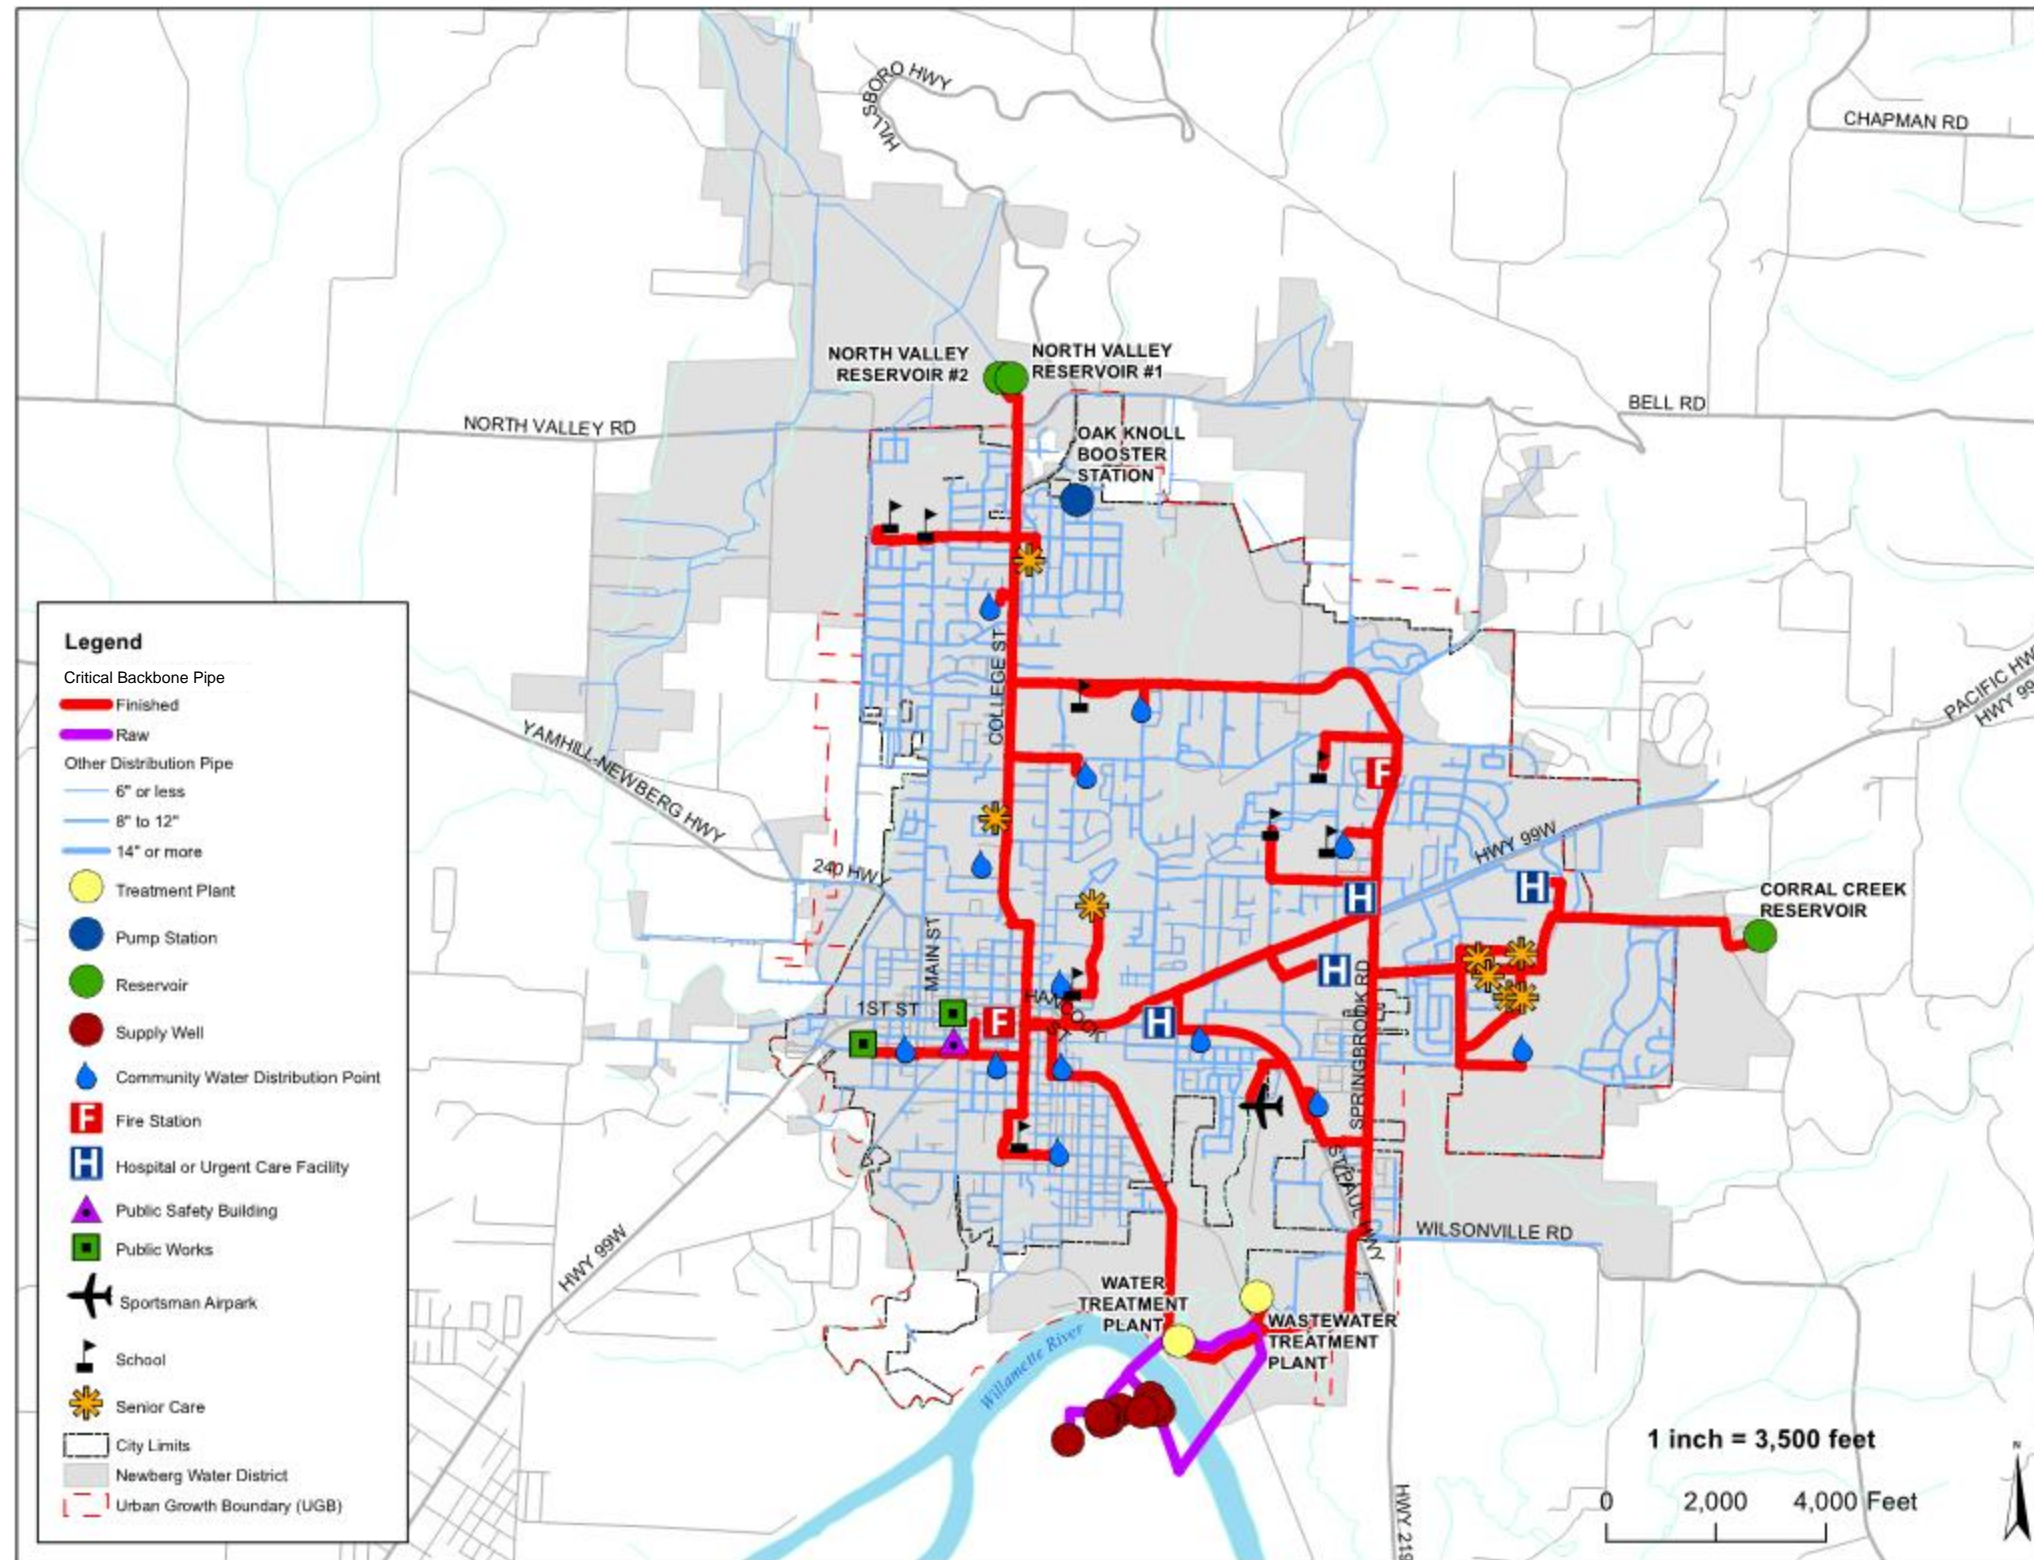 HILLSBORO HWY
CHAPMAN RD
NORTH VALLEY
RESERVOIR #2
NORTH VALLEY
RESERVOIR #1
BELL RD
NORTH VALLEY RD
OAK KNOLL
BOOSTER
STATION
COLLEGE ST
PACIFIC HWY
HWY 99
YAMHILL-NEWBERG HWY
240 HWY
HWY 99W
CORRAL CREEK
RESERVOIR
MAIN ST
1ST ST
HANCOCK
ST
F
F
H
H
H
H
SPRINGBROOK RD
ST PAUL HWY
WILSONVILLE RD
HWY 99W
WATER
TREATMENT
PLANT
WASTEWATER
TREATMENT
PLANT
Willamette River
HWY 219
Legend
Critical Backbone Pipe
Finished
Raw
Other Distribution Pipe
6" or less
8" to 12"
14" or more
Treatment Plant
Pump Station
Reservoir
Supply Well
Community Water Distribution Point
F Fire Station
H Hospital or Urgent Care Facility
Public Safety Building
Public Works
Sportsman Airpark
School
Senior Care
City Limits
Newberg Water District
Urban Growth Boundary (UGB)
1 inch = 3,500 feet
0 2,000 4,000 Feet
N